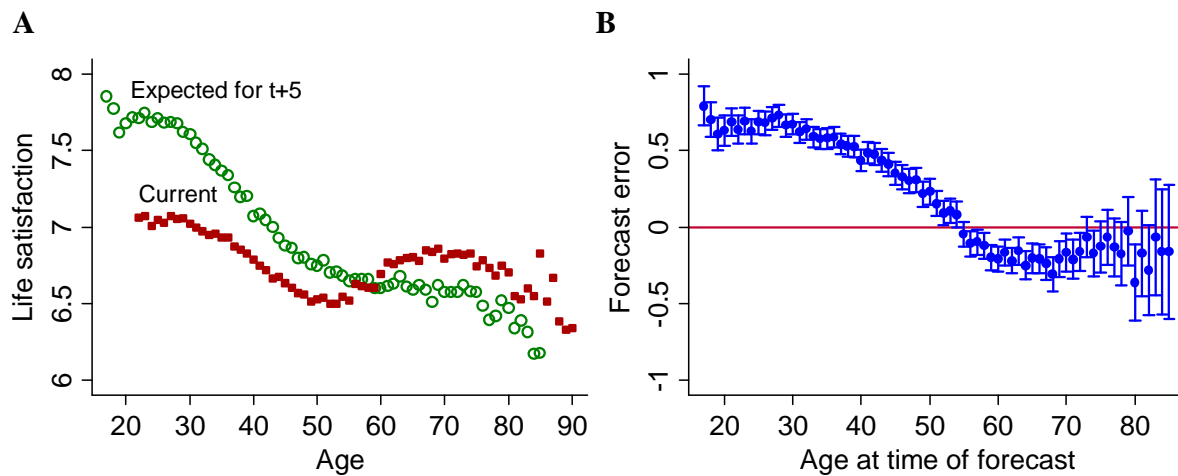 A
Expected for t+5
Current
Life satisfaction
8
7.5
7
6.5
6
20 30 40 50 60 70 80 90
Age
B
Forecast error
1
0.5
0
-0.5
-1
20 30 40 50 60 70 80
Age at time of forecast